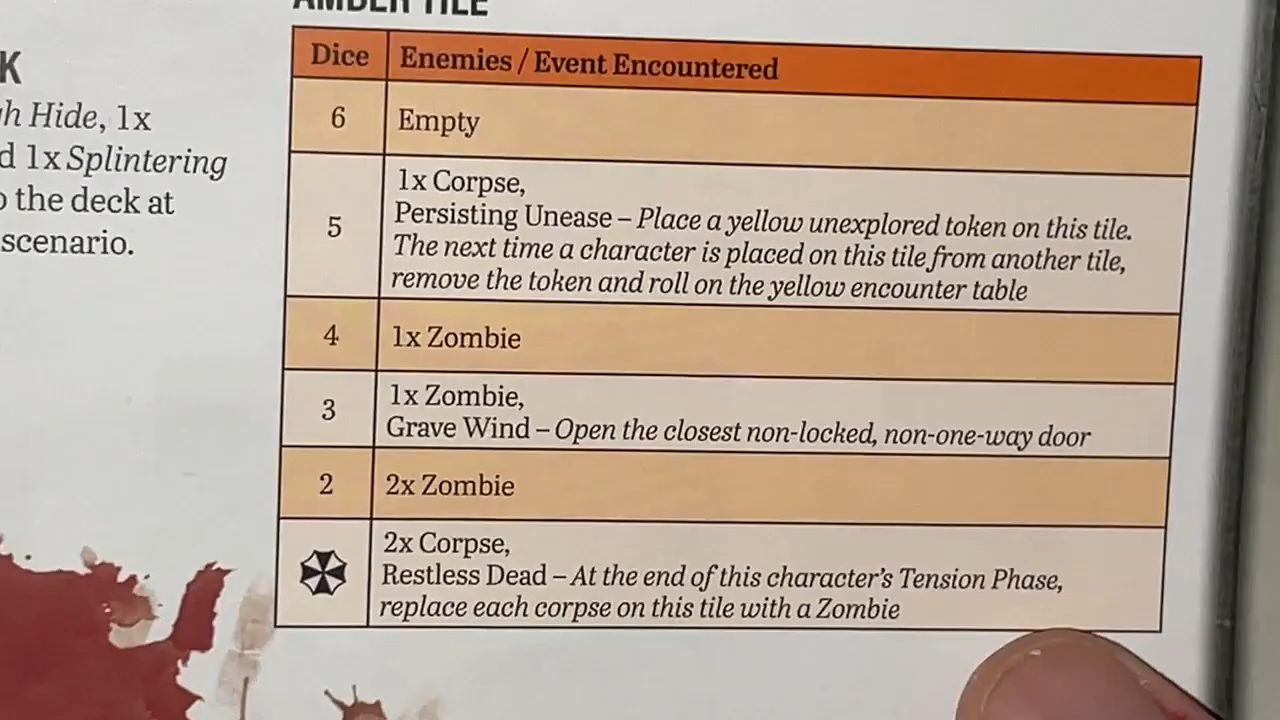 AMBER TILE
K
gh Hide, 1x
d 1x Splintering
o the deck at
scenario.
Dice Enemies / Event Encountered
6 Empty
1x Corpse,
5 Persisting Unease – Place a yellow unexplored token on this tile.
The next time a character is placed on this tile from another tile,
remove the token and roll on the yellow encounter table
4 1x Zombie
1x Zombie,
3 Grave Wind – Open the closest non-locked, non-one-way door
2 2x Zombie
2x Corpse,
Restless Dead – At the end of this character's Tension Phase,
replace each corpse on this tile with a Zombie